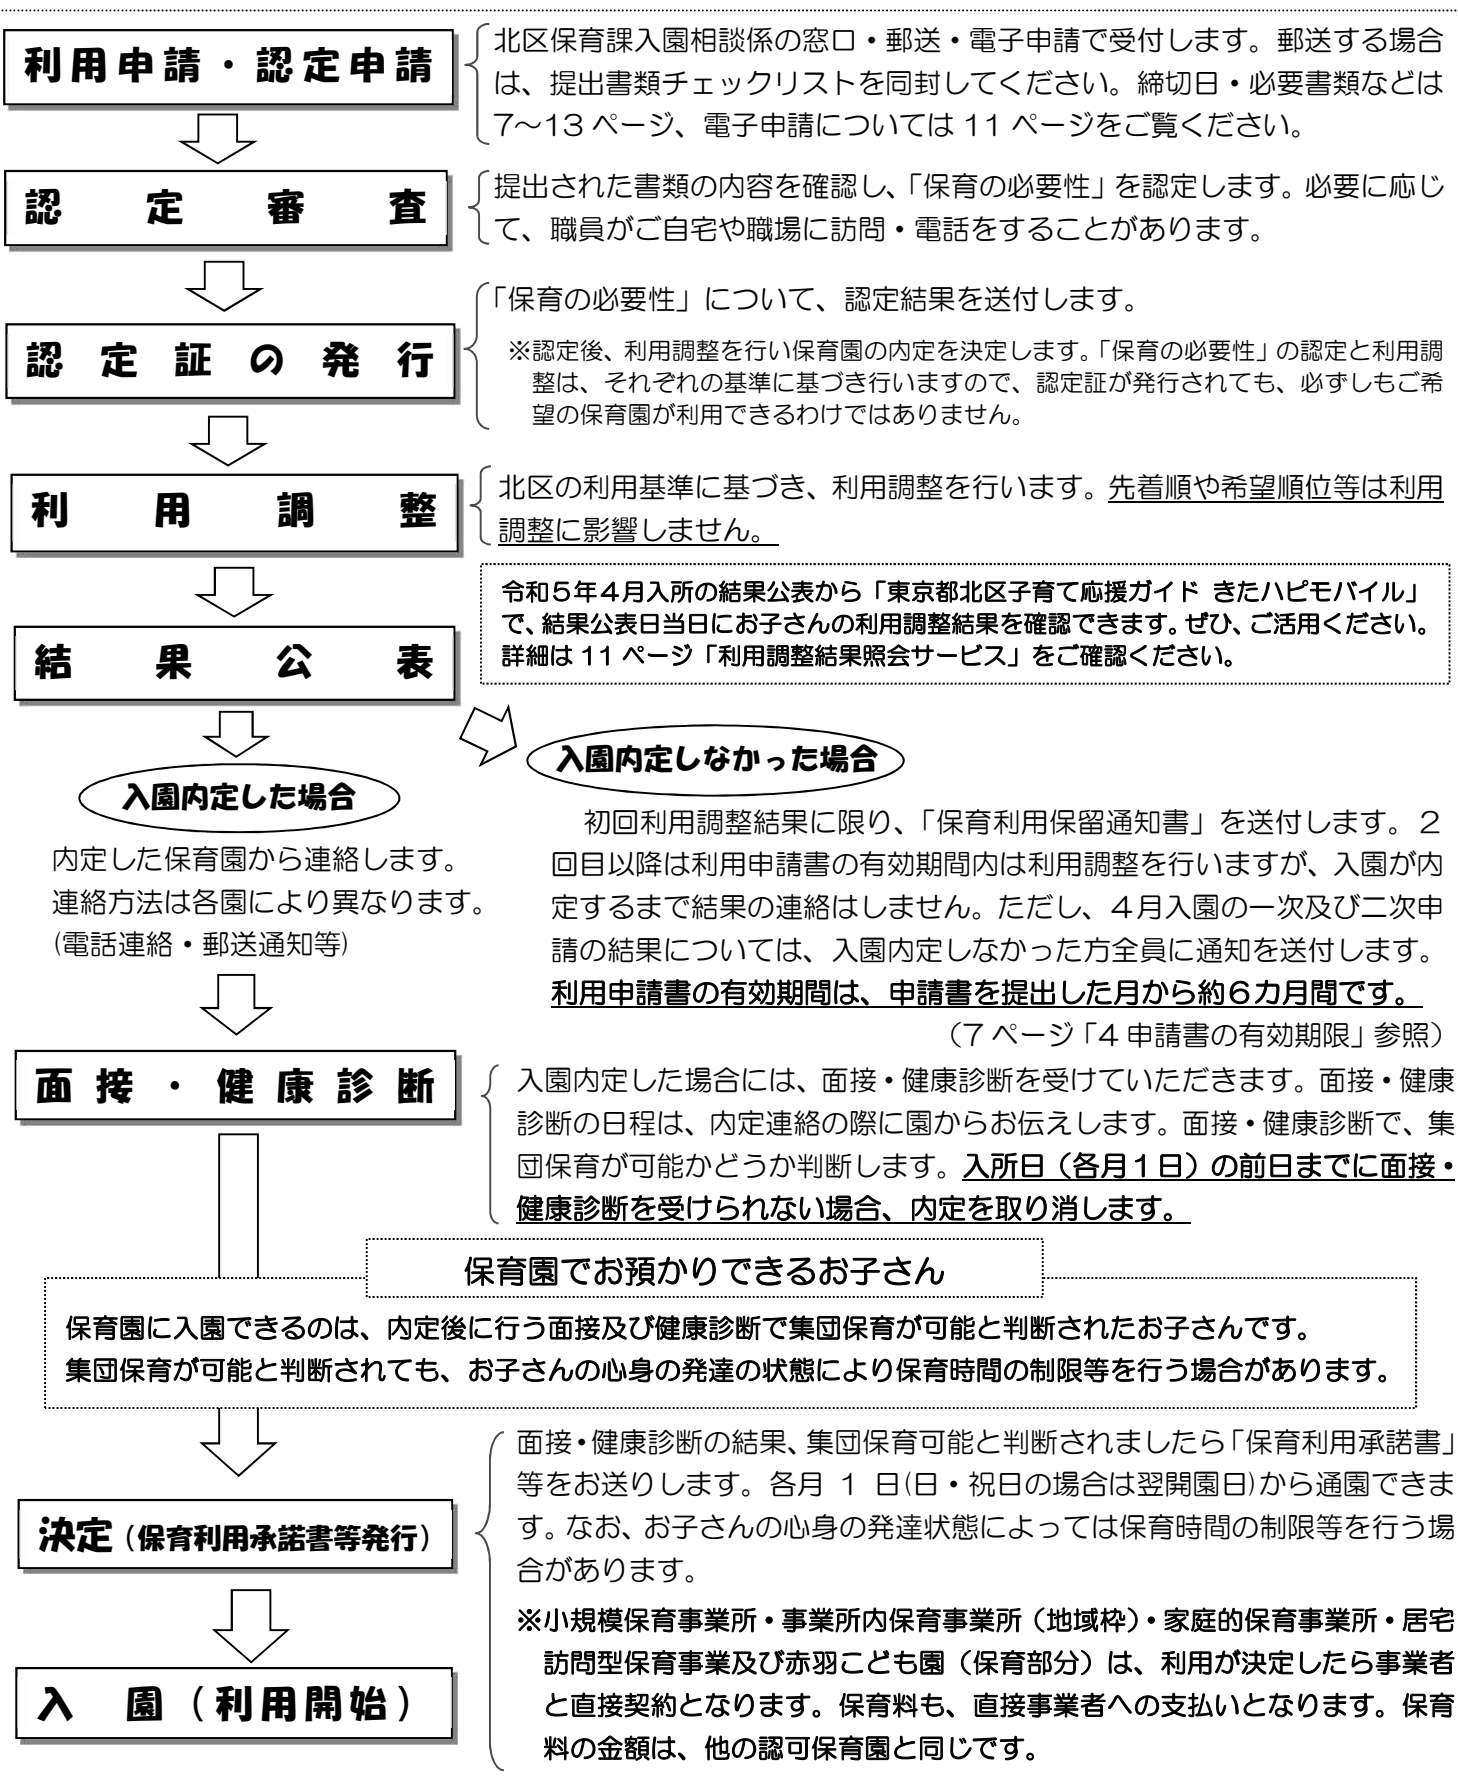 利用申請・認定申請
北区保育課入園相談係の窓口・郵送・電子申請で受付します。郵送する場合
は、提出書類チェックリストを同封してください。締切日・必要書類などは
7～13 ページ、電子申請については 11 ページをご覧ください。
認定審査
提出された書類の内容を確認し、「保育の必要性」を認定します。必要に応じ
て、職員がご自宅や職場に訪問・電話をすることがあります。
認定証の発行
「保育の必要性」について、認定結果を送付します。
※認定後、利用調整を行い保育園の内定を決定します。「保育の必要性」の認定と利用調
整は、それぞれの基準に基づき行いますので、認定証が発行されても、必ずしもご希
望の保育園が利用できるわけではありません。
利用調整
北区の利用基準に基づき、利用調整を行います。先着順や希望順位等は利用
調整に影響しません。
結果公表
令和５年４月入所の結果公表から「東京都北区子育て応援ガイド きたハピモバイル」
で、結果公表日当日にお子さんの利用調整結果を確認できます。ぜひ、ご活用ください。
詳細は 11 ページ「利用調整結果照会サービス」をご確認ください。
入園内定した場合
内定した保育園から連絡します。
連絡方法は各園により異なります。
(電話連絡・郵送通知等)
入園内定しなかった場合
初回利用調整結果に限り、「保育利用保留通知書」を送付します。２
回目以降は利用申請書の有効期間内は利用調整を行いますが、入園が内
定するまで結果の連絡はしません。ただし、４月入園の一次及び二次申
請の結果については、入園内定しなかった方全員に通知を送付します。
利用申請書の有効期間は、申請書を提出した月から約６カ月間です。
（7 ページ「4 申請書の有効期限」参照）
面接・健康診断
入園内定した場合には、面接・健康診断を受けていただきます。面接・健康
診断の日程は、内定連絡の際に園からお伝えします。面接・健康診断で、集
団保育が可能かどうか判断します。入所日（各月１日）の前日までに面接・
健康診断を受けられない場合、内定を取り消します。
保育園でお預かりできるお子さん
保育園に入園できるのは、内定後に行う面接及び健康診断で集団保育が可能と判断されたお子さんです。
集団保育が可能と判断されても、お子さんの心身の発達の状態により保育時間の制限等を行う場合があります。
決定（保育利用承諾書等発行）
面接・健康診断の結果、集団保育可能と判断されましたら「保育利用承諾書」
等をお送りします。各月 1 日(日・祝日の場合は翌開園日)から通園できま
す。なお、お子さんの心身の発達状態によっては保育時間の制限等を行う場
合があります。
※小規模保育事業所・事業所内保育事業所（地域枠）・家庭的保育事業所・居宅
訪問型保育事業及び赤羽こども園（保育部分）は、利用が決定したら事業者
と直接契約となります。保育料も、直接事業者への支払いとなります。保育
料の金額は、他の認可保育園と同じです。
入園（利用開始）